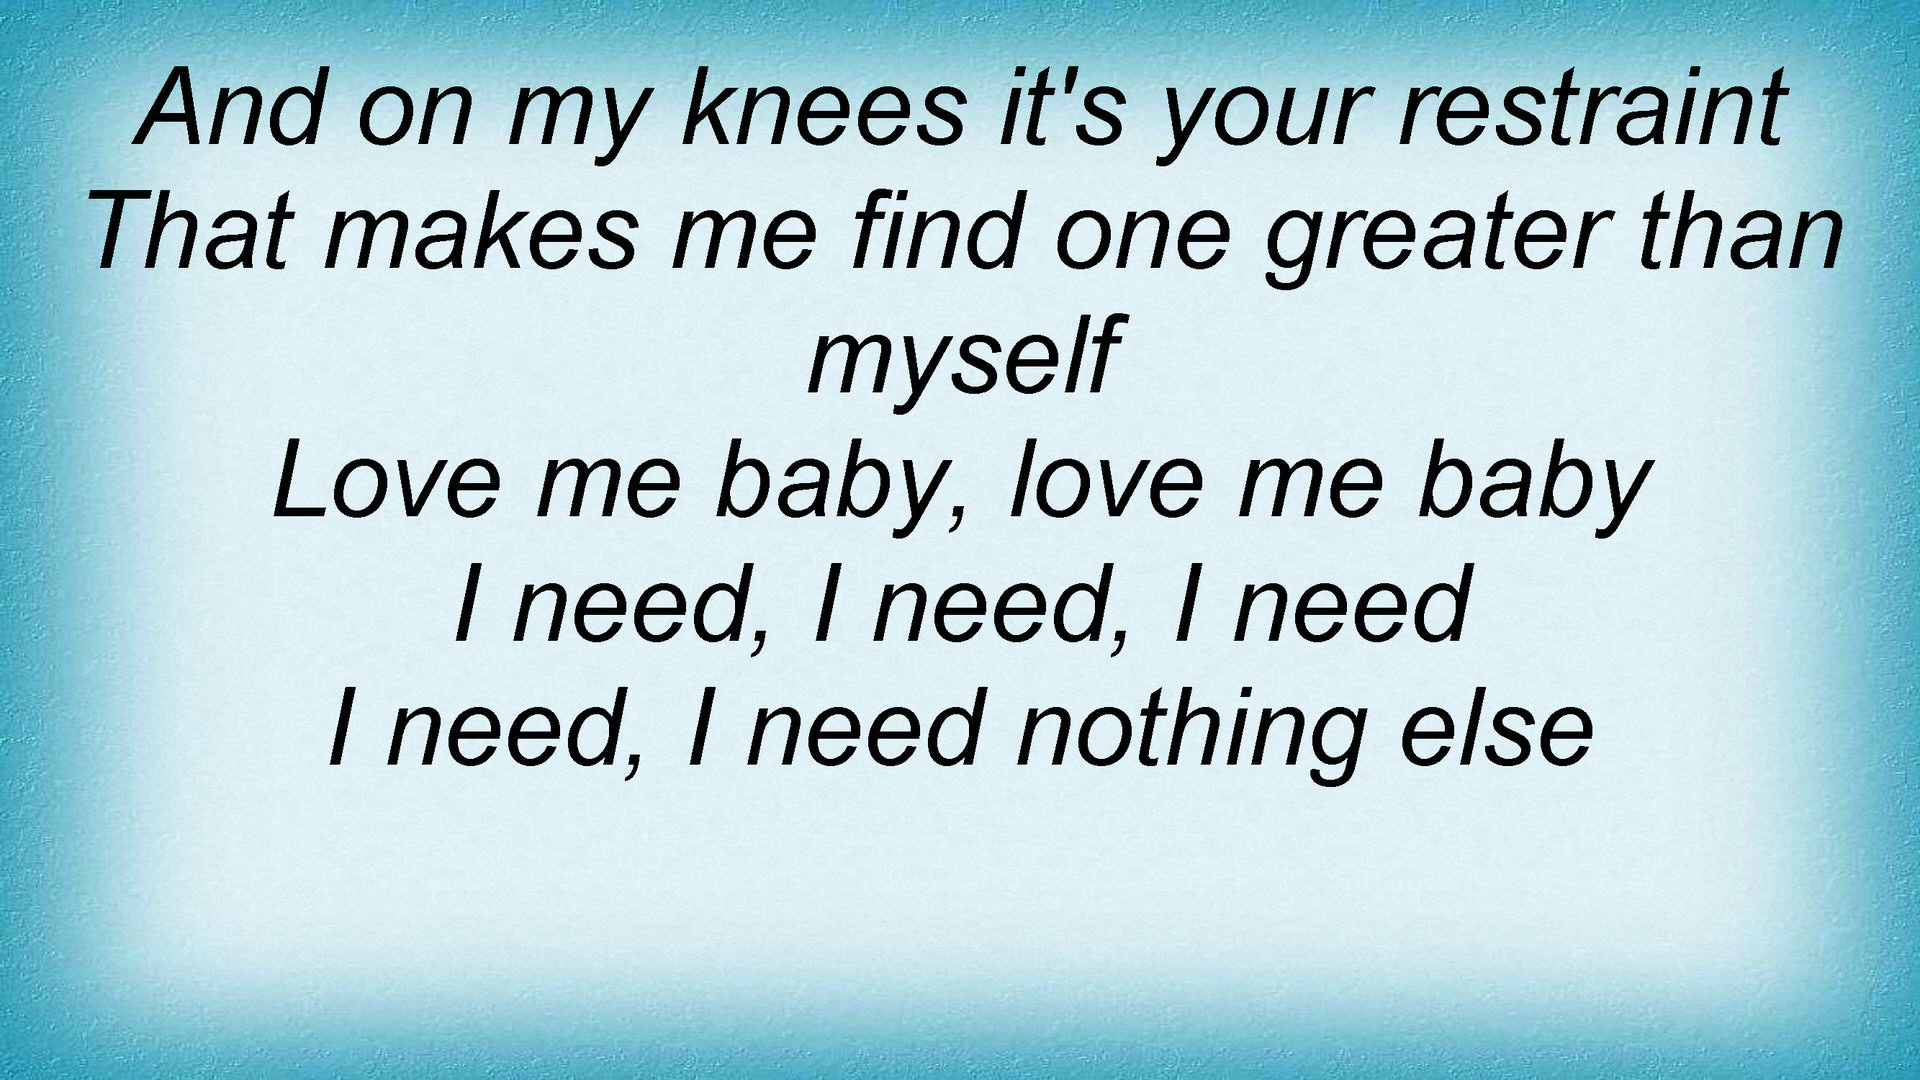 And on my knees it's your restraint
That makes me find one greater than
myself
Love me baby, love me baby
I need, I need, I need
I need, I need nothing else